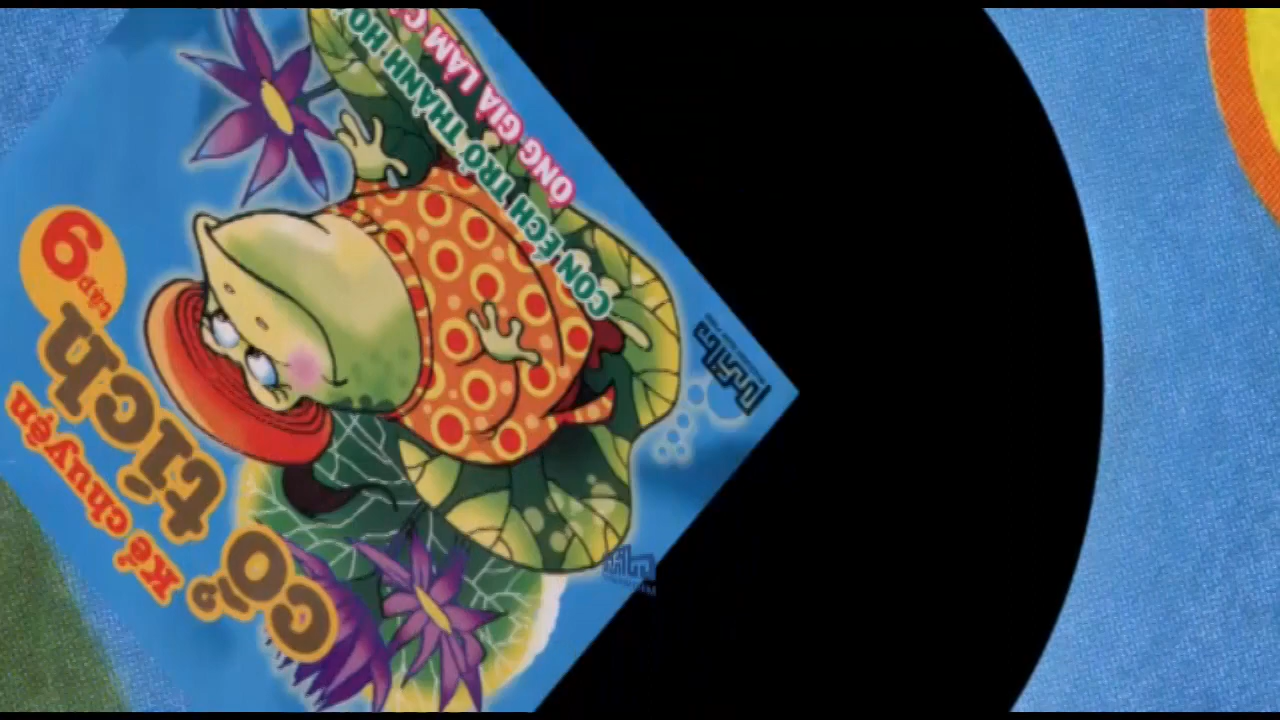 Kể chuyện
cổ tích
tập 6
CON ẾCH TRỞ THÀNH
ÔNG GIÀ LÀM